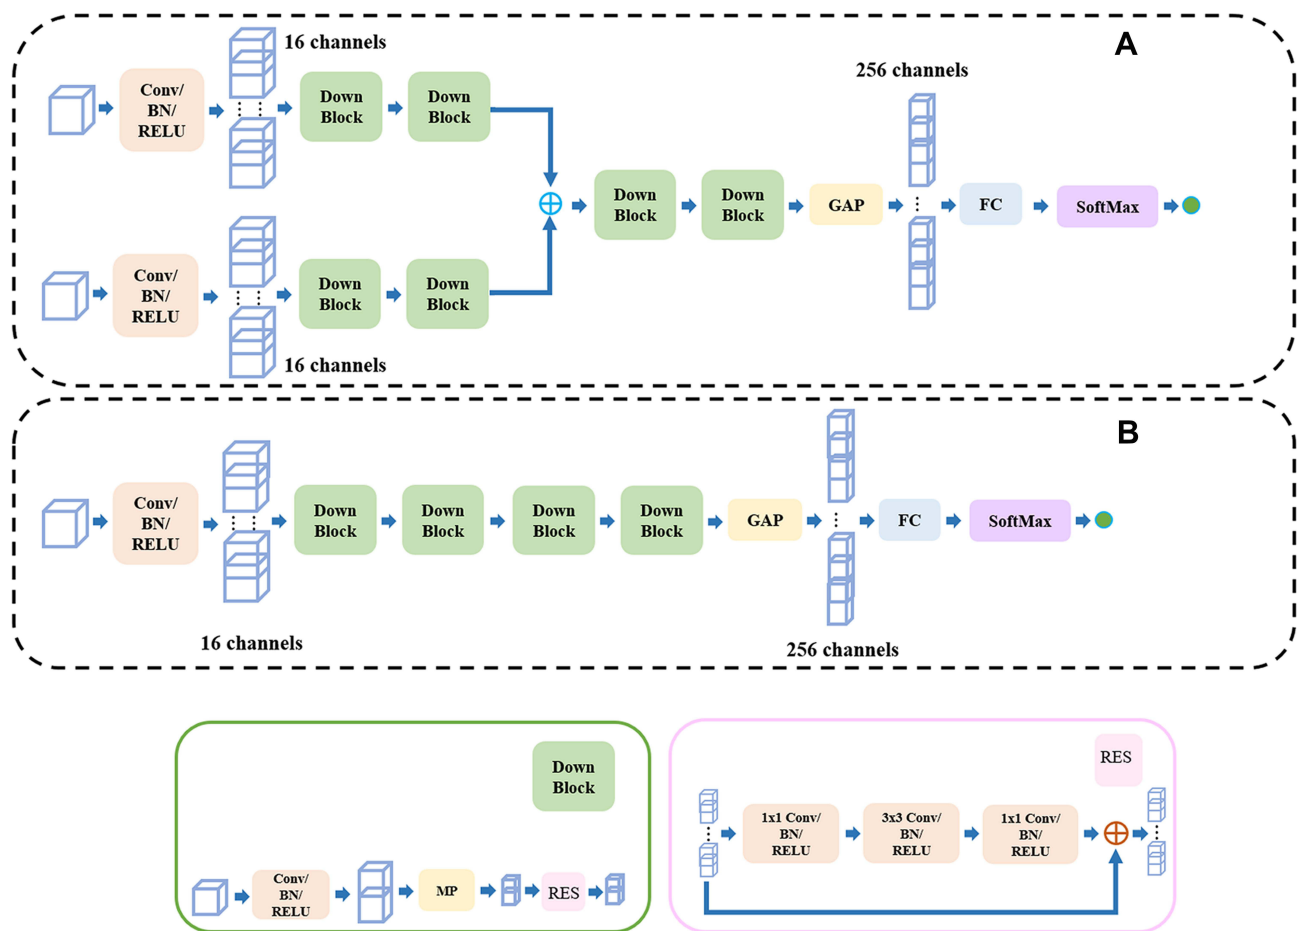 A
16 channels
256 channels
Conv/
BN/
RELU
Down
Block
Down
Block
Down
Block
Down
Block
GAP
FC
SoftMax
Conv/
BN/
RELU
Down
Block
Down
Block
16 channels
B
Conv/
BN/
RELU
Down
Block
Down
Block
Down
Block
Down
Block
GAP
FC
SoftMax
16 channels
256 channels
Down
Block
Conv/
BN/
RELU
MP
RES
RES
1x1 Conv/
BN/
RELU
3x3 Conv/
BN/
RELU
1x1 Conv/
BN/
RELU